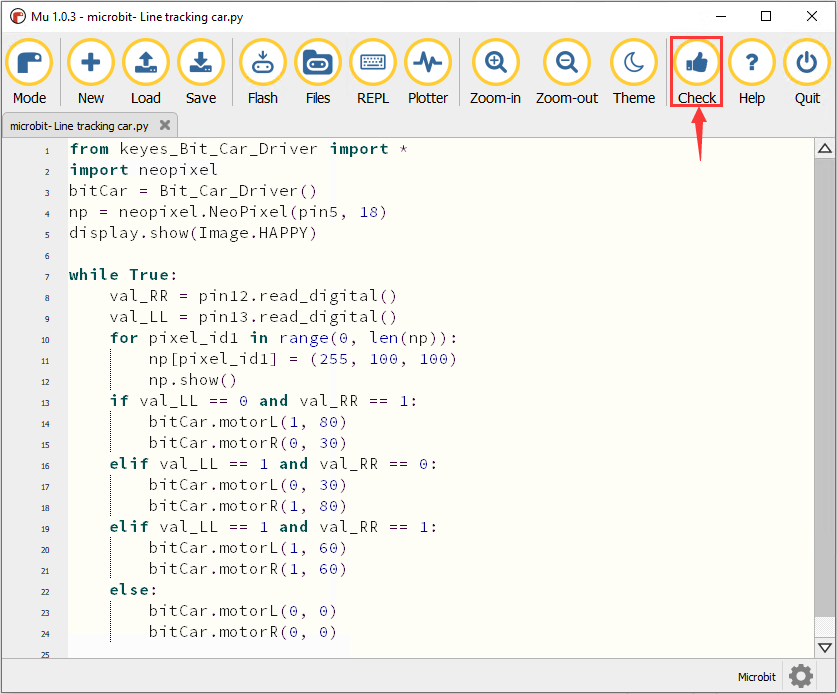 Mu 1.0.3 - microbit- Line tracking car.py
Mode New Load Save Flash Files REPL Plotter Zoom-in Zoom-out Theme Check Help Quit
microbit- Line tracking car.py
1 from keyes_Bit_Car_Driver import *
2 import neopixel
3 bitCar = Bit_Car_Driver()
4 np = neopixel.NeoPixel(pin5, 18)
5 display.show(Image.HAPPY)
6
7 while True:
8     val_RR = pin12.read_digital()
9     val_LL = pin13.read_digital()
10     for pixel_id1 in range(0, len(np)):
11         np[pixel_id1] = (255, 100, 100)
12         np.show()
13     if val_LL == 0 and val_RR == 1:
14         bitCar.motorL(1, 80)
15         bitCar.motorR(0, 30)
16     elif val_LL == 1 and val_RR == 0:
17         bitCar.motorL(0, 30)
18         bitCar.motorR(1, 80)
19     elif val_LL == 1 and val_RR == 1:
20         bitCar.motorL(1, 60)
21         bitCar.motorR(1, 60)
22     else:
23         bitCar.motorL(0, 0)
24         bitCar.motorR(0, 0)
25
Microbit